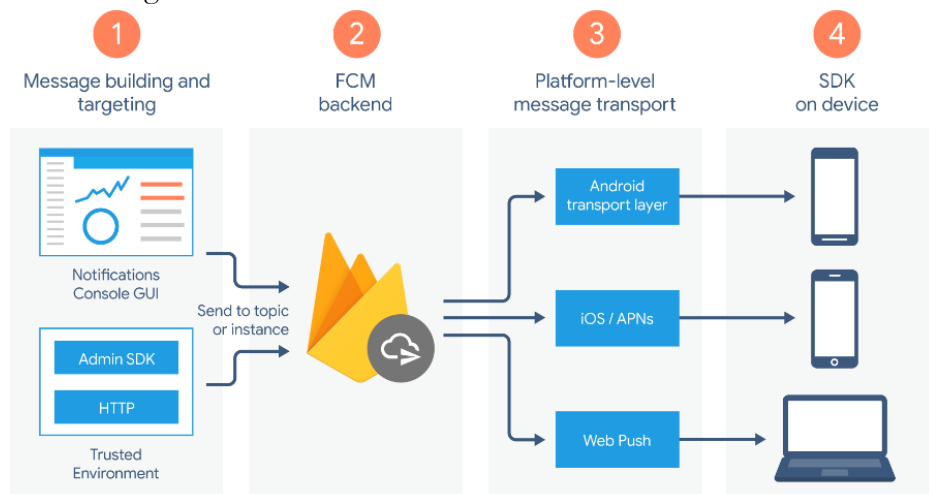 1
Message building and
targeting
2
FCM
backend
3
Platform-level
message transport
4
SDK
on device
Notifications
Console GUI
Send to topic
or instance
Admin SDK
HTTP
Trusted
Environment
Android
transport layer
iOS / APNs
Web Push